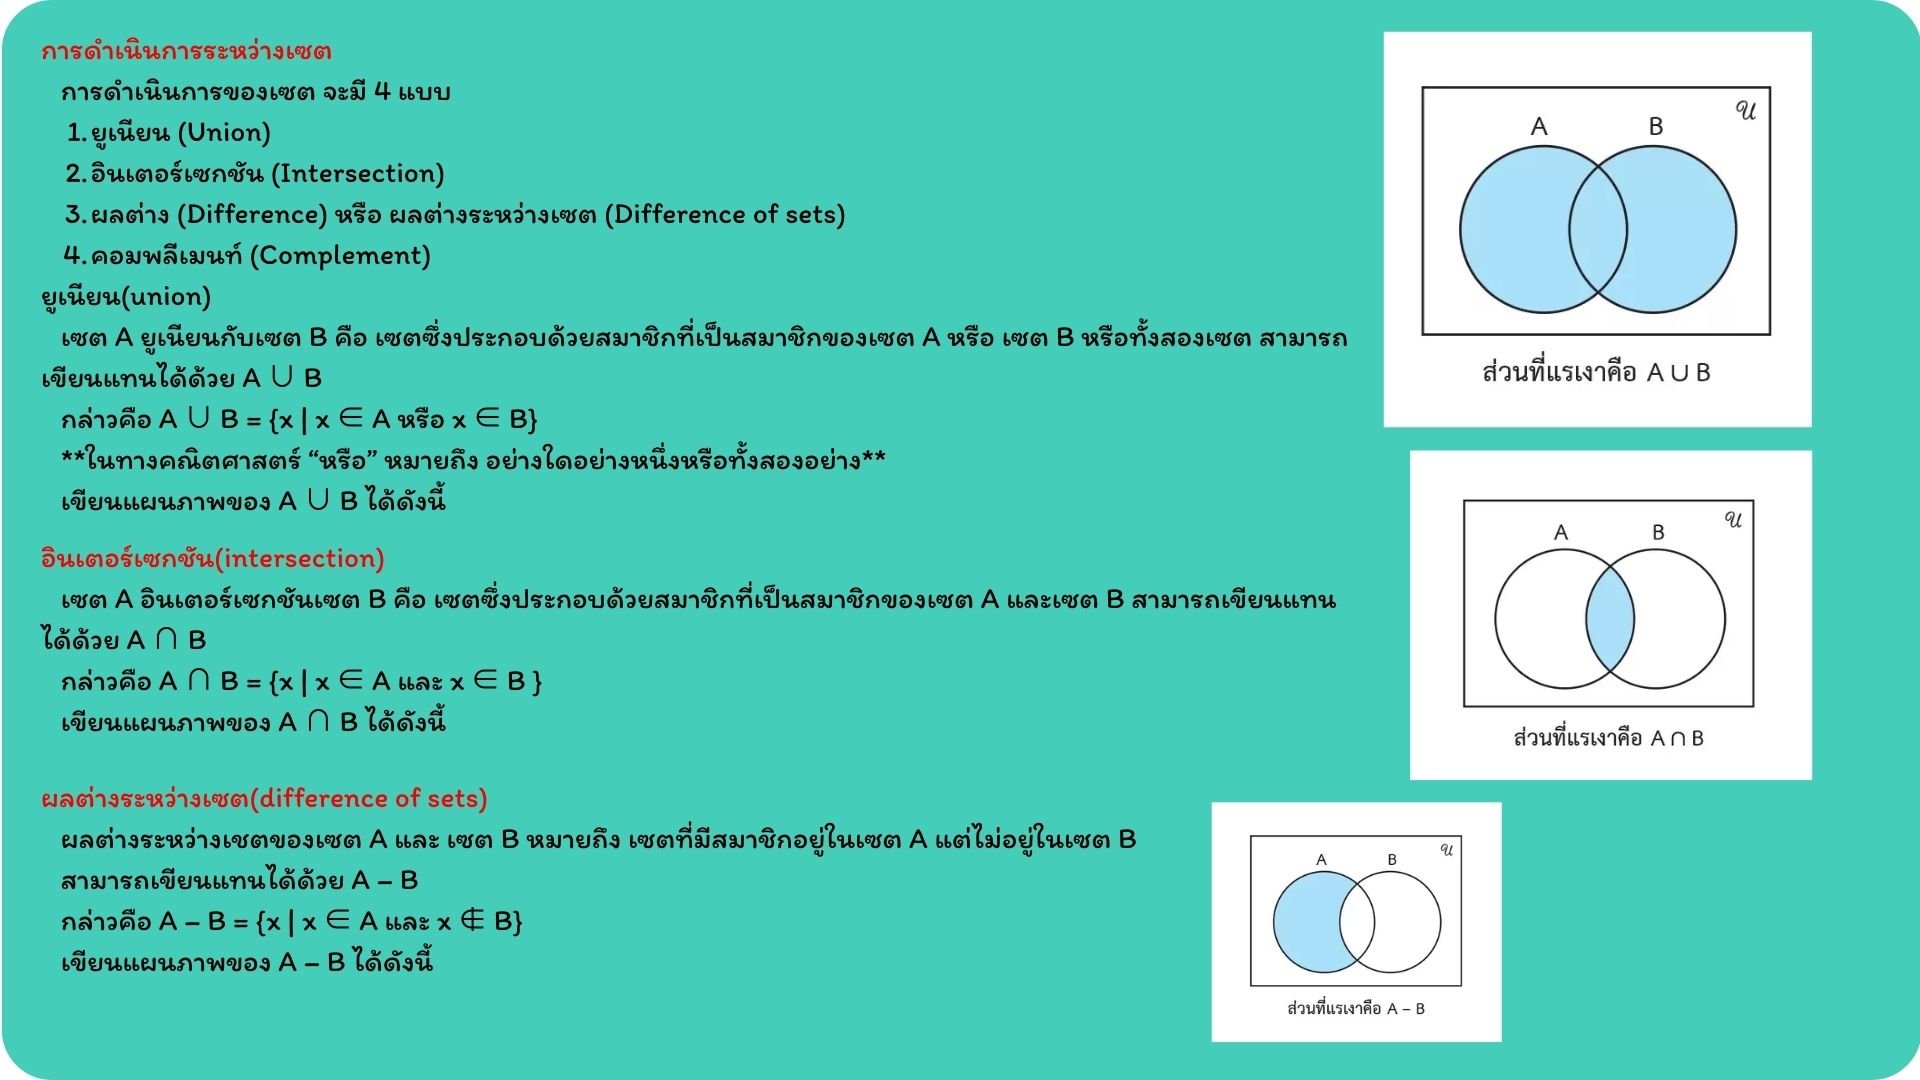 การดำเนินการระหว่างเซต
การดำเนินการของเซต จะมี 4 แบบ
1. ยูเนียน (Union)
2. อินเตอร์เซกชัน (Intersection)
3. ผลต่าง (Difference) หรือ ผลต่างระหว่างเซต (Difference of sets)
4. คอมพลีเมนท์ (Complement)
ยูเนียน(union)
เซต A ยูเนียนกับเซต B คือ เซตซึ่งประกอบด้วยสมาชิกที่เป็นสมาชิกของเซต A หรือ เซต B หรือทั้งสองเซต สามารถ
เขียนแทนได้ด้วย A ∪ B
กล่าวคือ A ∪ B = {x | x ∈ A หรือ x ∈ B}
**ในทางคณิตศาสตร์ “หรือ” หมายถึง อย่างใดอย่างหนึ่งหรือทั้งสองอย่าง**
เขียนแผนภาพของ A ∪ B ได้ดังนี้
A B 𝒰
ส่วนที่แรเงาคือ A ∪ B
อินเตอร์เซกชัน(intersection)
เซต A อินเตอร์เซกชันเซต B คือ เซตซึ่งประกอบด้วยสมาชิกที่เป็นสมาชิกของเซต A และเซต B สามารถเขียนแทน
ได้ด้วย A ∩ B
กล่าวคือ A ∩ B = {x | x ∈ A และ x ∈ B }
เขียนแผนภาพของ A ∩ B ได้ดังนี้
A B 𝒰
ส่วนที่แรเงาคือ A ∩ B
ผลต่างระหว่างเซต(difference of sets)
ผลต่างระหว่างเชตของเซต A และ เซต B หมายถึง เซตที่มีสมาชิกอยู่ในเซต A แต่ไม่อยู่ในเซต B
สามารถเขียนแทนได้ด้วย A – B
กล่าวคือ A – B = {x | x ∈ A และ x ∉ B}
เขียนแผนภาพของ A – B ได้ดังนี้
A B 𝒰
ส่วนที่แรเงาคือ A – B